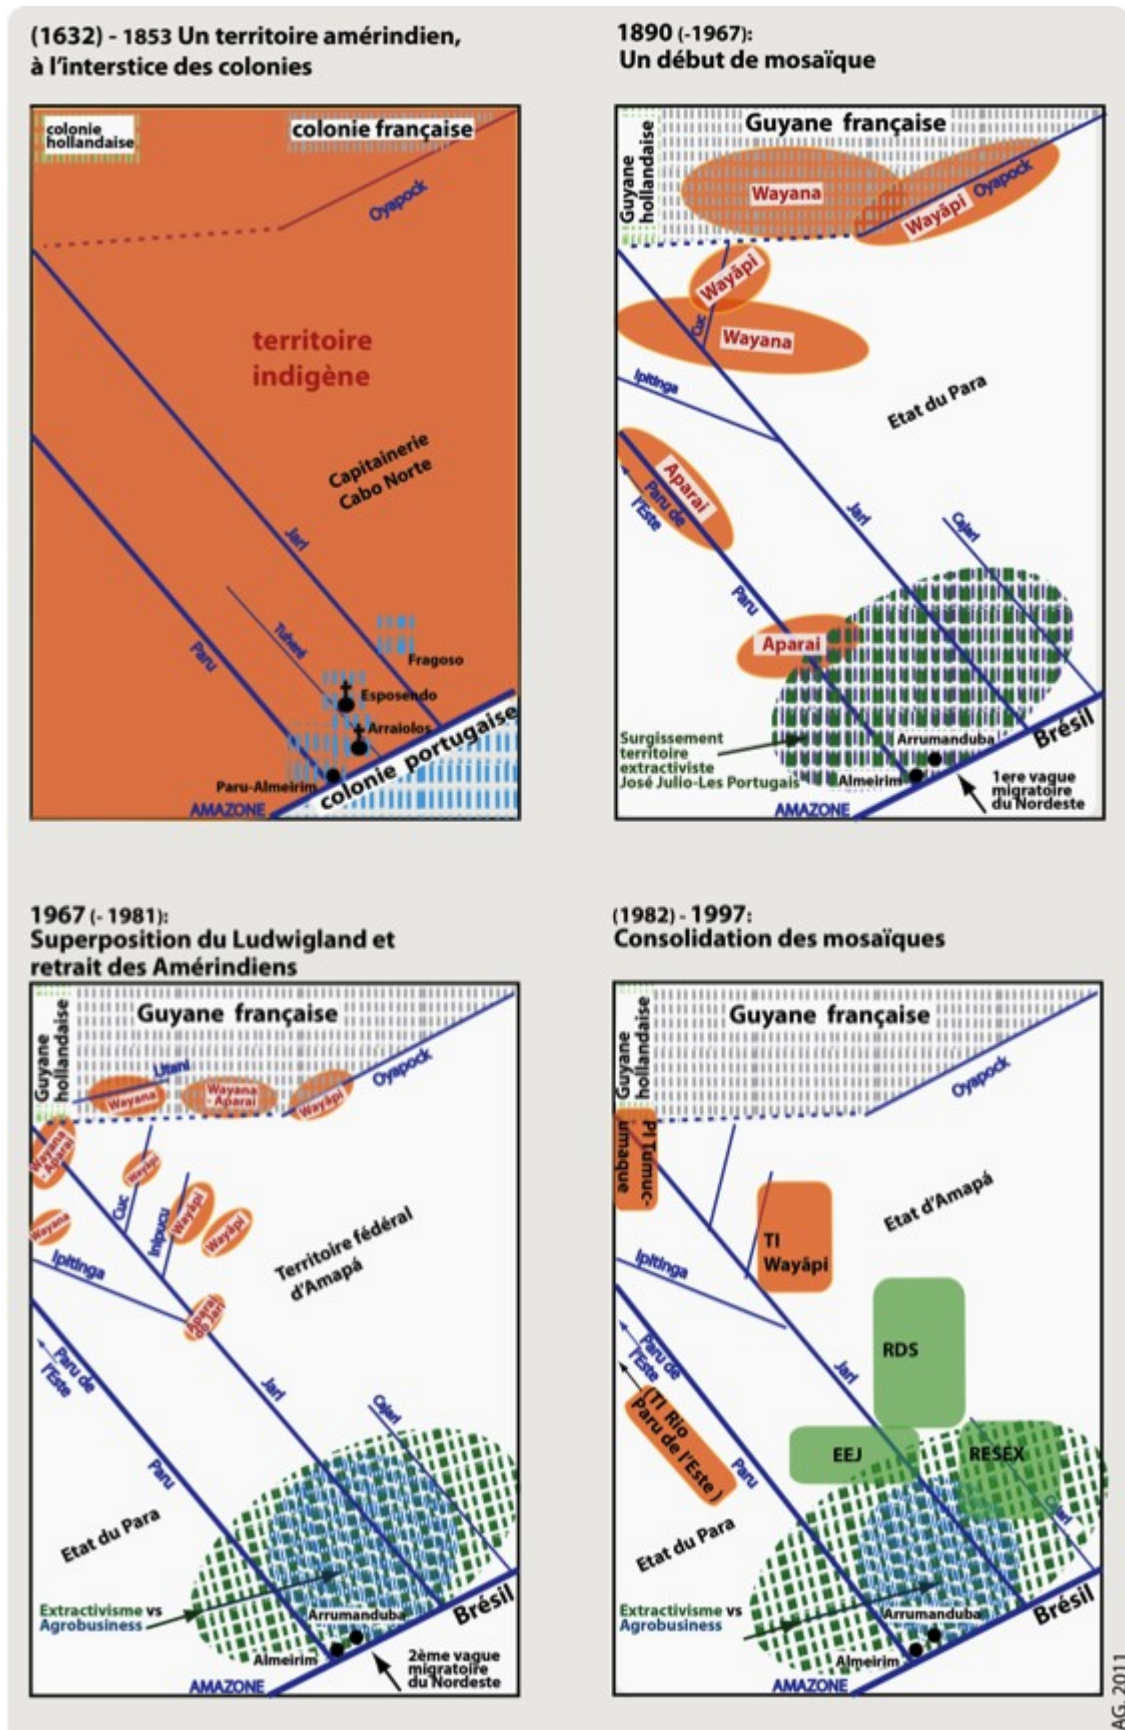 (1632) - 1853 Un territoire amérindien,
à l'interstice des colonies
colonie
hollandaise
colonie française
Oyapock
territoire
indigène
Capitainerie
Cabo Norte
Jari
Tuheré
Paru
Fragoso
Esposendo
Arraiolos
Paru-Almeirim
colonie portugaise
AMAZONE
1890 (-1967):
Un début de mosaïque
Guyane
hollandaise
Guyane française
Wayana
Wayãpi
Oyapock
Wayãpi
Cuc
Wayana
Ipitinga
Etat du Para
Aparai
Paru de
l'Este
Jari
Cajari
Paru
Aparai
Surgissement
territoire
extractiviste
José Julio-Les Portugais
Arrumanduba
Almeirim
Brésil
1ere vague
migratoire
du Nordeste
AMAZONE
1967 (- 1981):
Superposition du Ludwigland et
retrait des Amérindiens
Guyane
hollandaise
Guyane française
Litani
Wayana
Wayana
- Aparai
Wayãpi
Oyapock
Wayana
- Aparai
Wayãpi
Cuc
Inipucu
Wayãpi
Wayãpi
Wayana
Ipitinga
Territoire fédéral
d'Amapá
Aparai
do Jari
Paru de
l'Este
Jari
Cajari
Paru
Etat du Para
Extractivisme vs
Agrobusiness
Arrumanduba
Almeirim
Brésil
2ème vague
migratoire
du Nordeste
AMAZONE
(1982) - 1997:
Consolidation des mosaïques
Guyane
hollandaise
Guyane française
Oyapock
PI Tumuc-
umaque
TI
Wayãpi
Etat d'Amapá
Ipitinga
RDS
Jari
Paru de
l'Este
(TI Rio
Paru de l'Este )
EEJ
RESEX
Paru
Cajari
Etat du Para
Extractivisme vs
Agrobusiness
Arrumanduba
Almeirim
Brésil
AMAZONE
AG, 2011